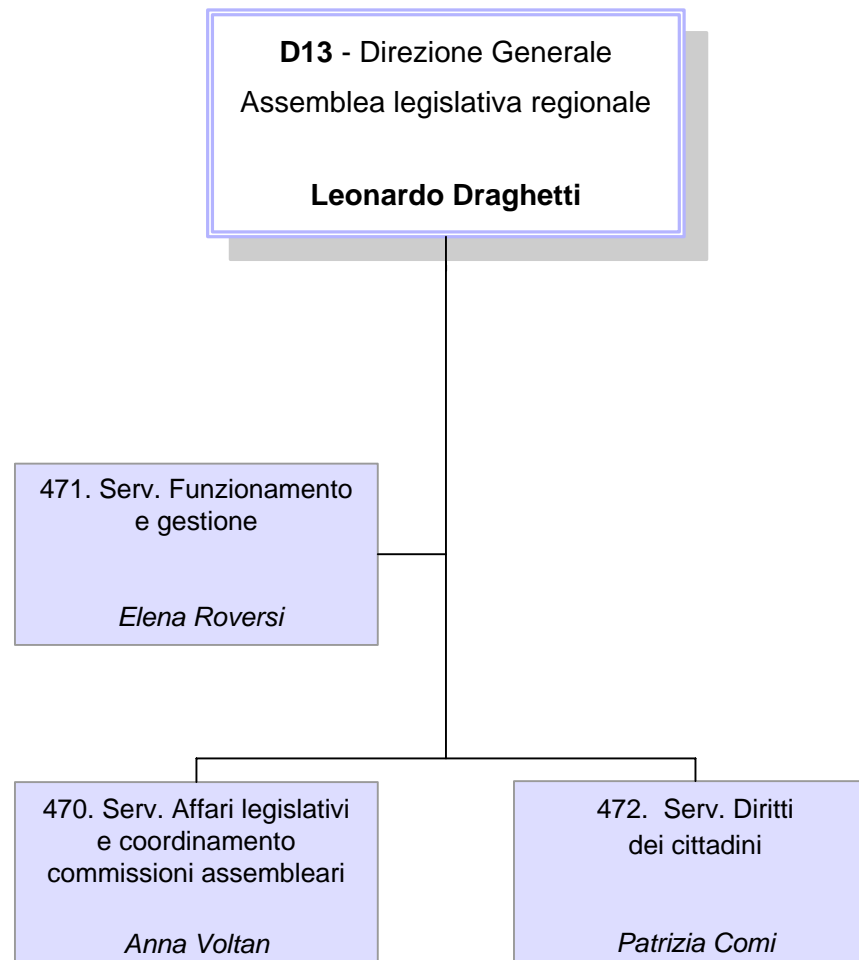 D13 - Direzione Generale
Assemblea legislativa regionale
Leonardo Draghetti
471. Serv. Funzionamento
e gestione
Elena Roversi
470. Serv. Affari legislativi
e coordinamento
commissioni assembleari
Anna Voltan
472. Serv. Diritti
dei cittadini
Patrizia Comi